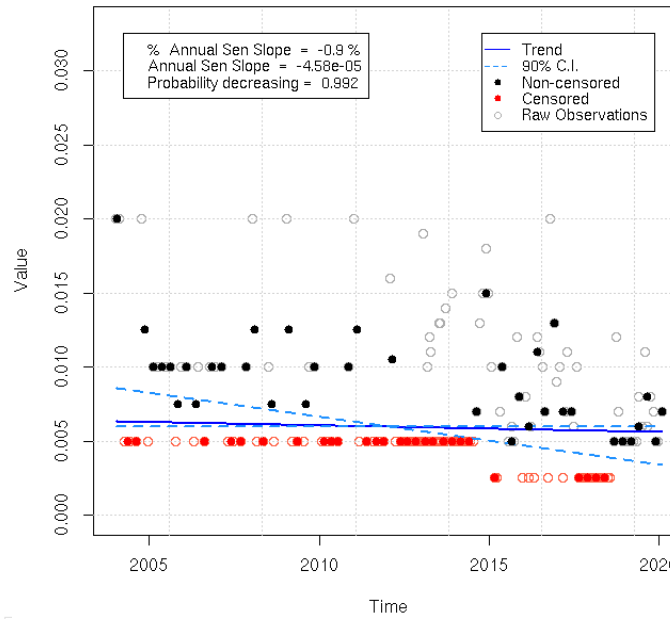 % Annual Sen Slope = -0.9 %
Annual Sen Slope = -4.58e-05
Probability decreasing = 0.992
Trend
90% C.I.
Non-censored
Censored
Raw Observations
0.030
0.025
0.020
0.015
0.010
0.005
0.000
Value
2005
2010
2015
2020
Time